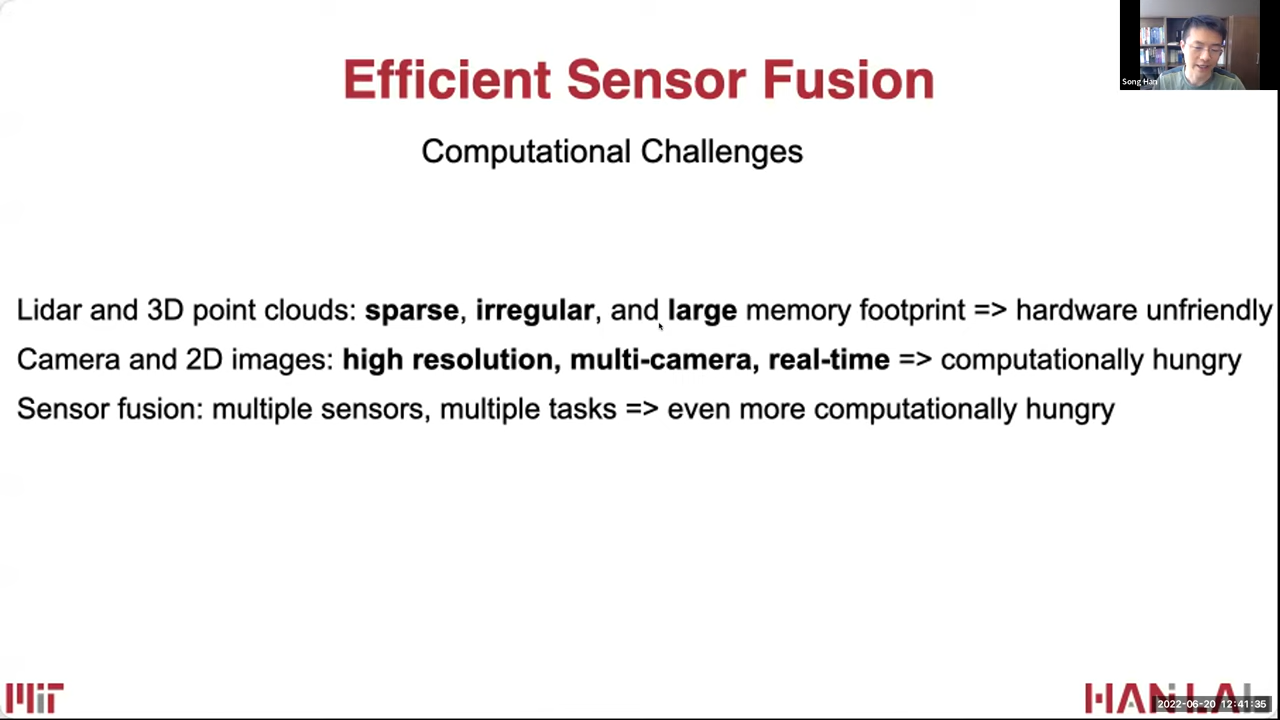 Efficient Sensor Fusion
Song Han
Computational Challenges
Lidar and 3D point clouds: sparse, irregular, and large memory footprint => hardware unfriendly
Camera and 2D images: high resolution, multi-camera, real-time => computationally hungry
Sensor fusion: multiple sensors, multiple tasks => even more computationally hungry
MIT
HAN LAB
2022-06-20 12:41:35